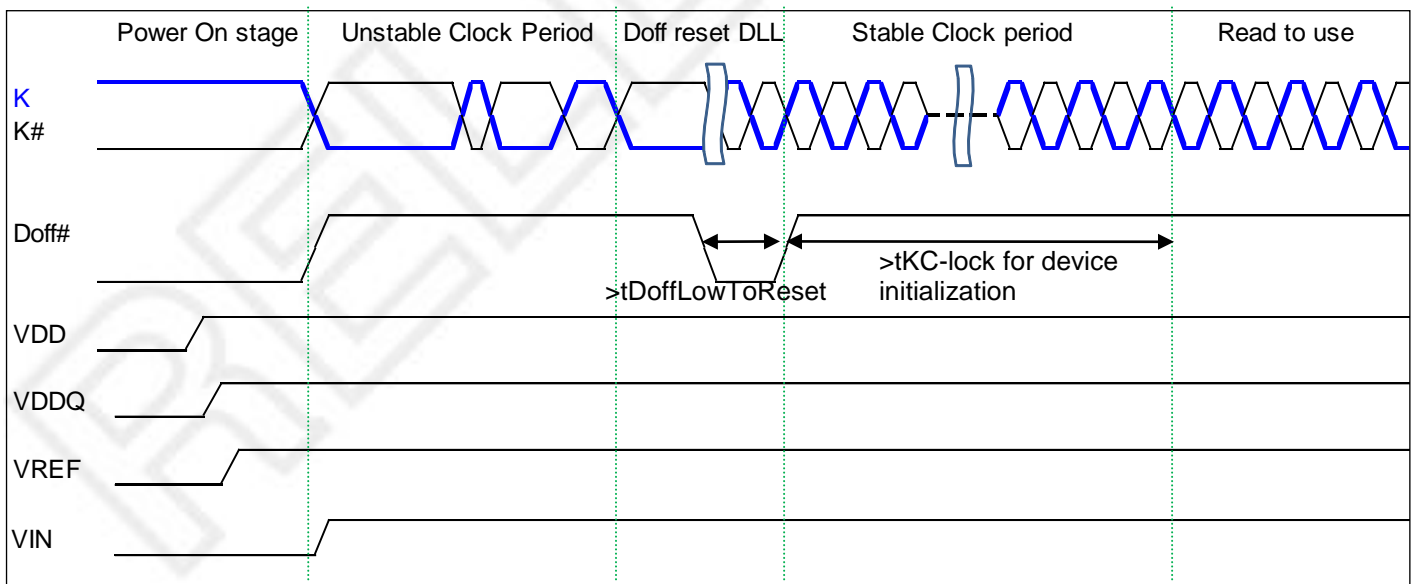 Power On stage
Unstable Clock Period
Doff reset DLL
Stable Clock period
Read to use
K
K#
Doff#
>tDoffLowToReset
>tKC-lock for device
initialization
VDD
VDDQ
VREF
VIN